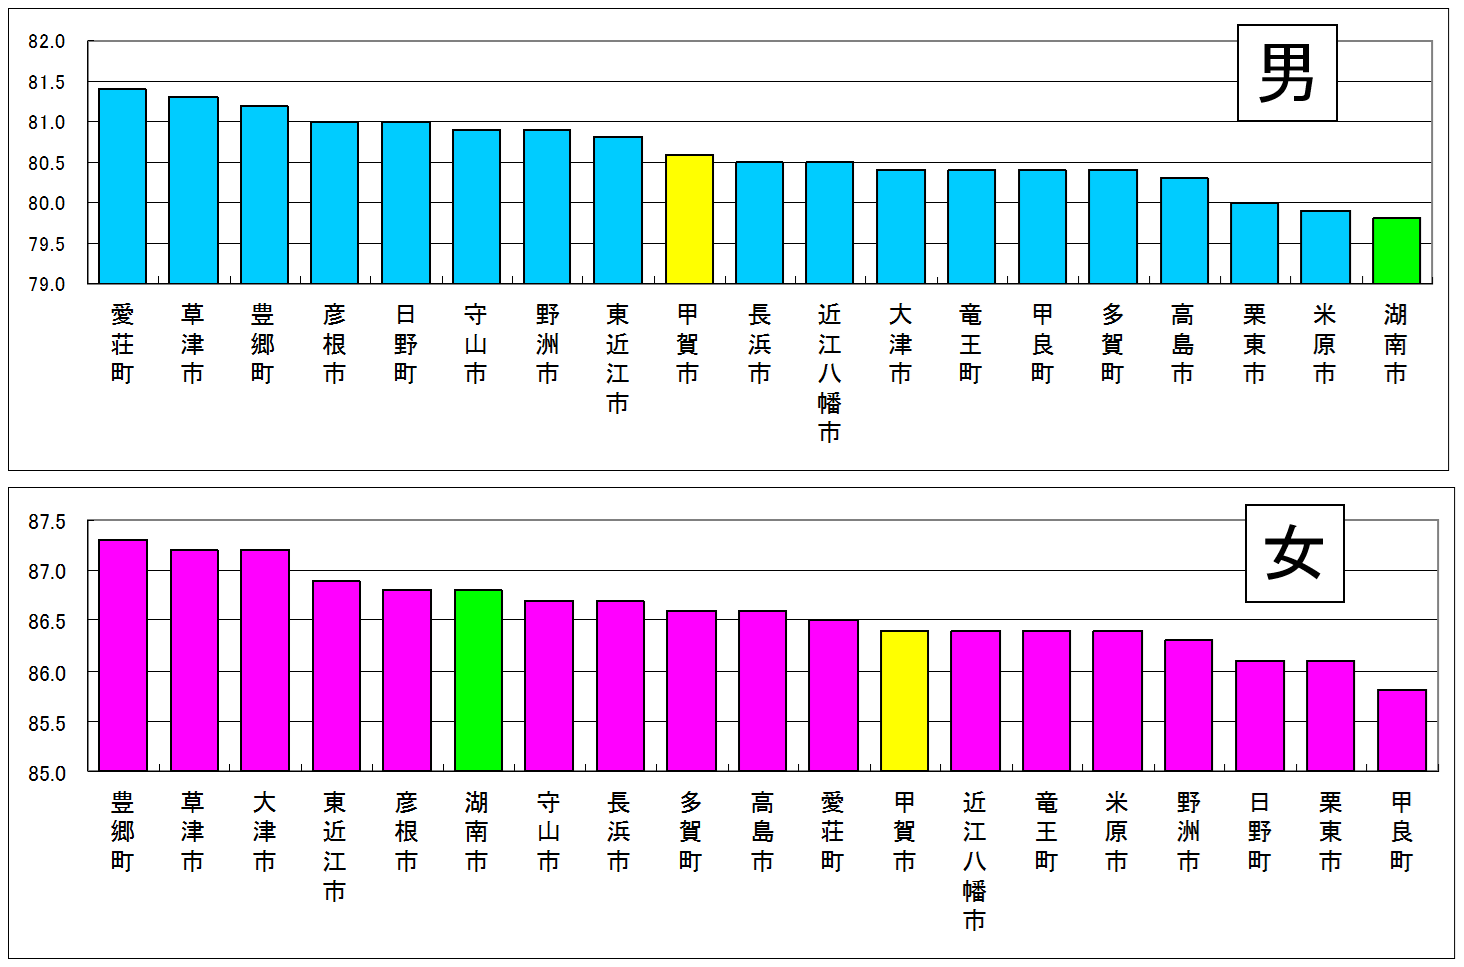 男
82.0
81.5
81.0
80.5
80.0
79.5
79.0
愛荘町
草津市
豊郷町
彦根市
日野町
守山市
野洲市
東近江市
甲賀市
長浜市
近江八幡市
大津市
竜王町
甲良町
多賀町
高島市
栗東市
米原市
湖南市
女
87.5
87.0
86.5
86.0
85.5
85.0
豊郷町
草津市
大津市
東近江市
彦根市
湖南市
守山市
長浜市
多賀町
高島市
愛荘町
甲賀市
近江八幡市
竜王町
米原市
野洲市
日野町
栗東市
甲良町